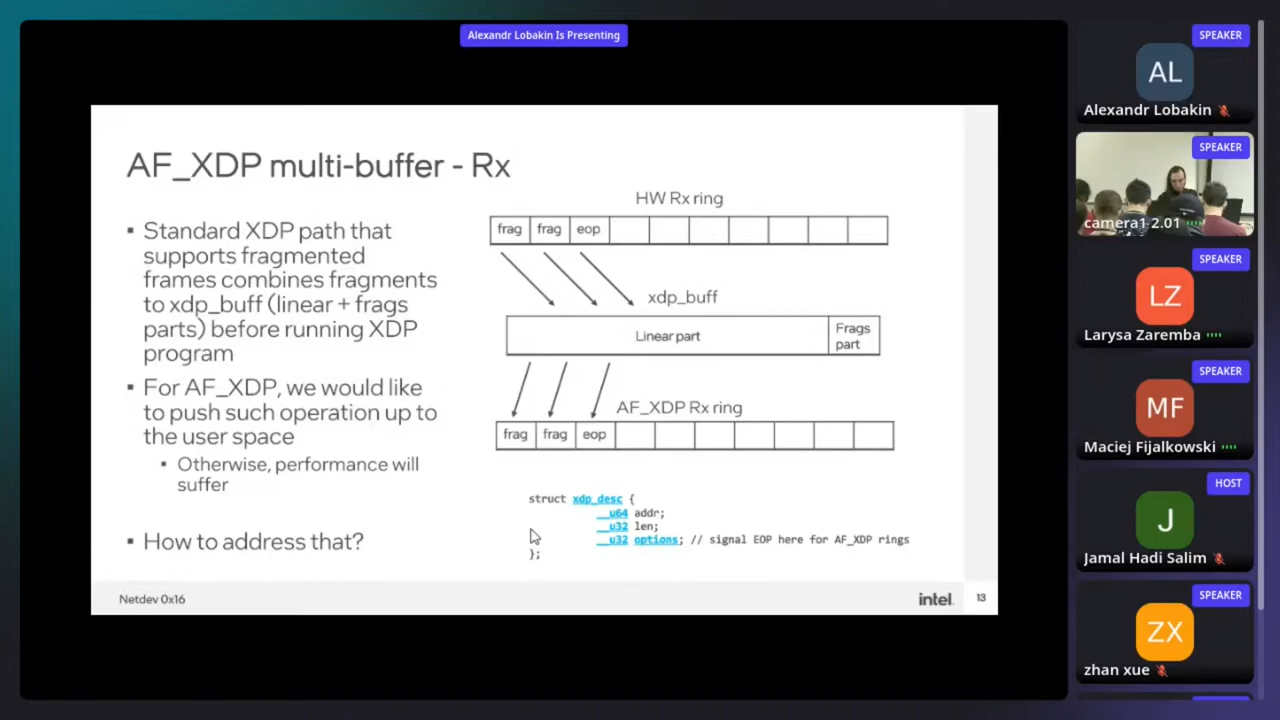 Alexandr Lobakin Is Presenting
AF_XDP multi-buffer - Rx
▪ Standard XDP path that
supports fragmented
frames combines fragments
to xdp_buff (linear + frags
parts) before running XDP
program
▪ For AF_XDP, we would like
to push such operation up to
the user space
▪ Otherwise, performance will
suffer
▪ How to address that?
HW Rx ring
frag frag eop
xdp_buff
Linear part
Frags
part
AF_XDP Rx ring
frag frag eop
struct xdp_desc {
__u64 addr;
__u32 len;
__u32 options; // signal EOP here for AF_XDP rings
};
Netdev 0x16
intel.
13
SPEAKER
AL
Alexandr Lobakin
SPEAKER
camera1 2.01
SPEAKER
LZ
Larysa Zaremba
SPEAKER
MF
Maciej Fijalkowski
HOST
J
Jamal Hadi Salim
SPEAKER
ZX
zhan xue